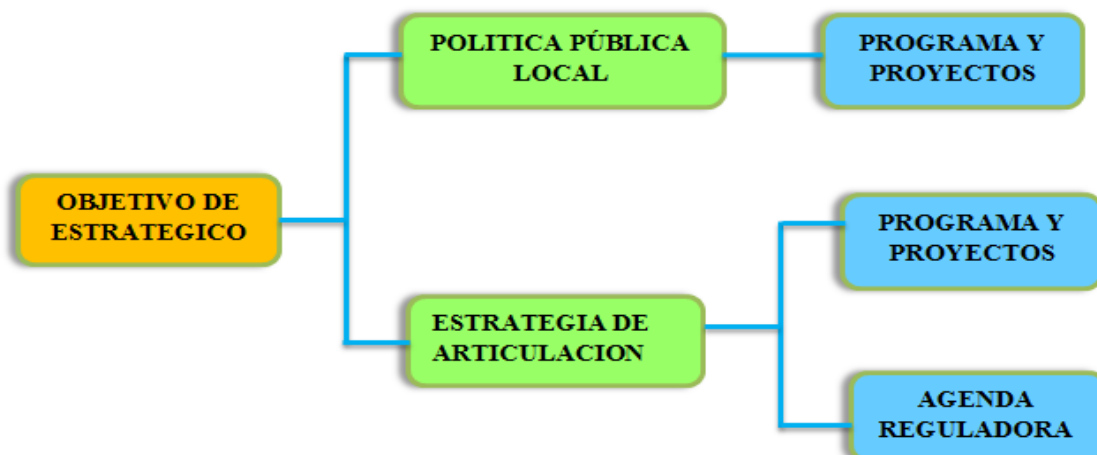 POLITICA PÚBLICA
LOCAL
PROGRAMA Y
PROYECTOS
OBJETIVO DE
ESTRATEGICO
PROGRAMA Y
PROYECTOS
ESTRATEGIA DE
ARTICULACION
AGENDA
REGULADORA